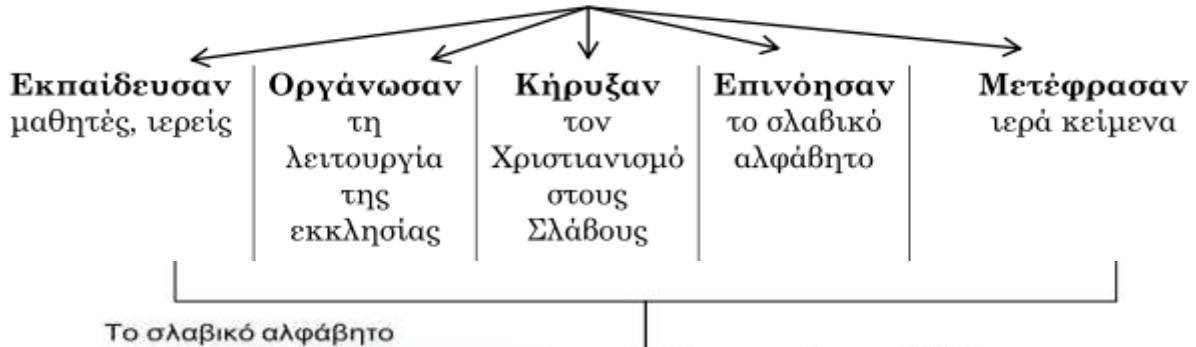 Εκπαίδευσαν
μαθητές, ιερείς
Οργάνωσαν
τη
λειτουργία
της
εκκλησίας
Κήρυξαν
τον
Χριστιανισμό
στους
Σλάβους
Επινόησαν
το σλαβικό
αλφάβητο
Μετέφρασαν
ιερά κείμενα
Το σλαβικό αλφάβητο